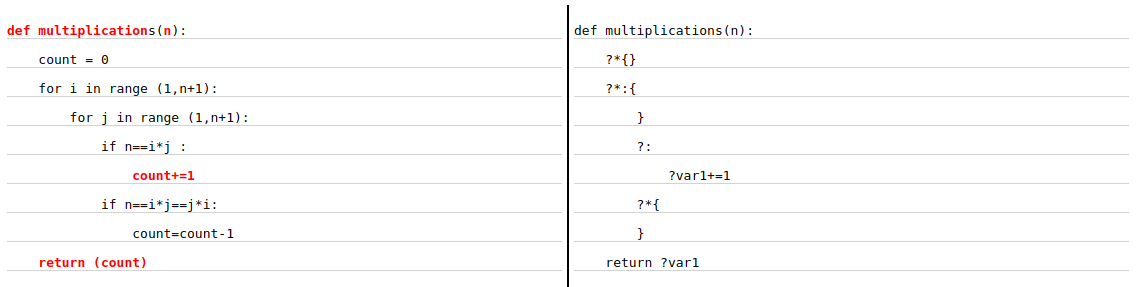 def multiplications(n):
    count = 0
    for i in range (1,n+1):
        for j in range (1,n+1):
            if n==i*j :
                count+=1
            if n==i*j==j*i:
                count=count-1
    return (count)
def multiplications(n):
    ?*{}
    ?*:{
        }
        ?:
            ?var1+=1
        ?*{
        }
    return ?var1